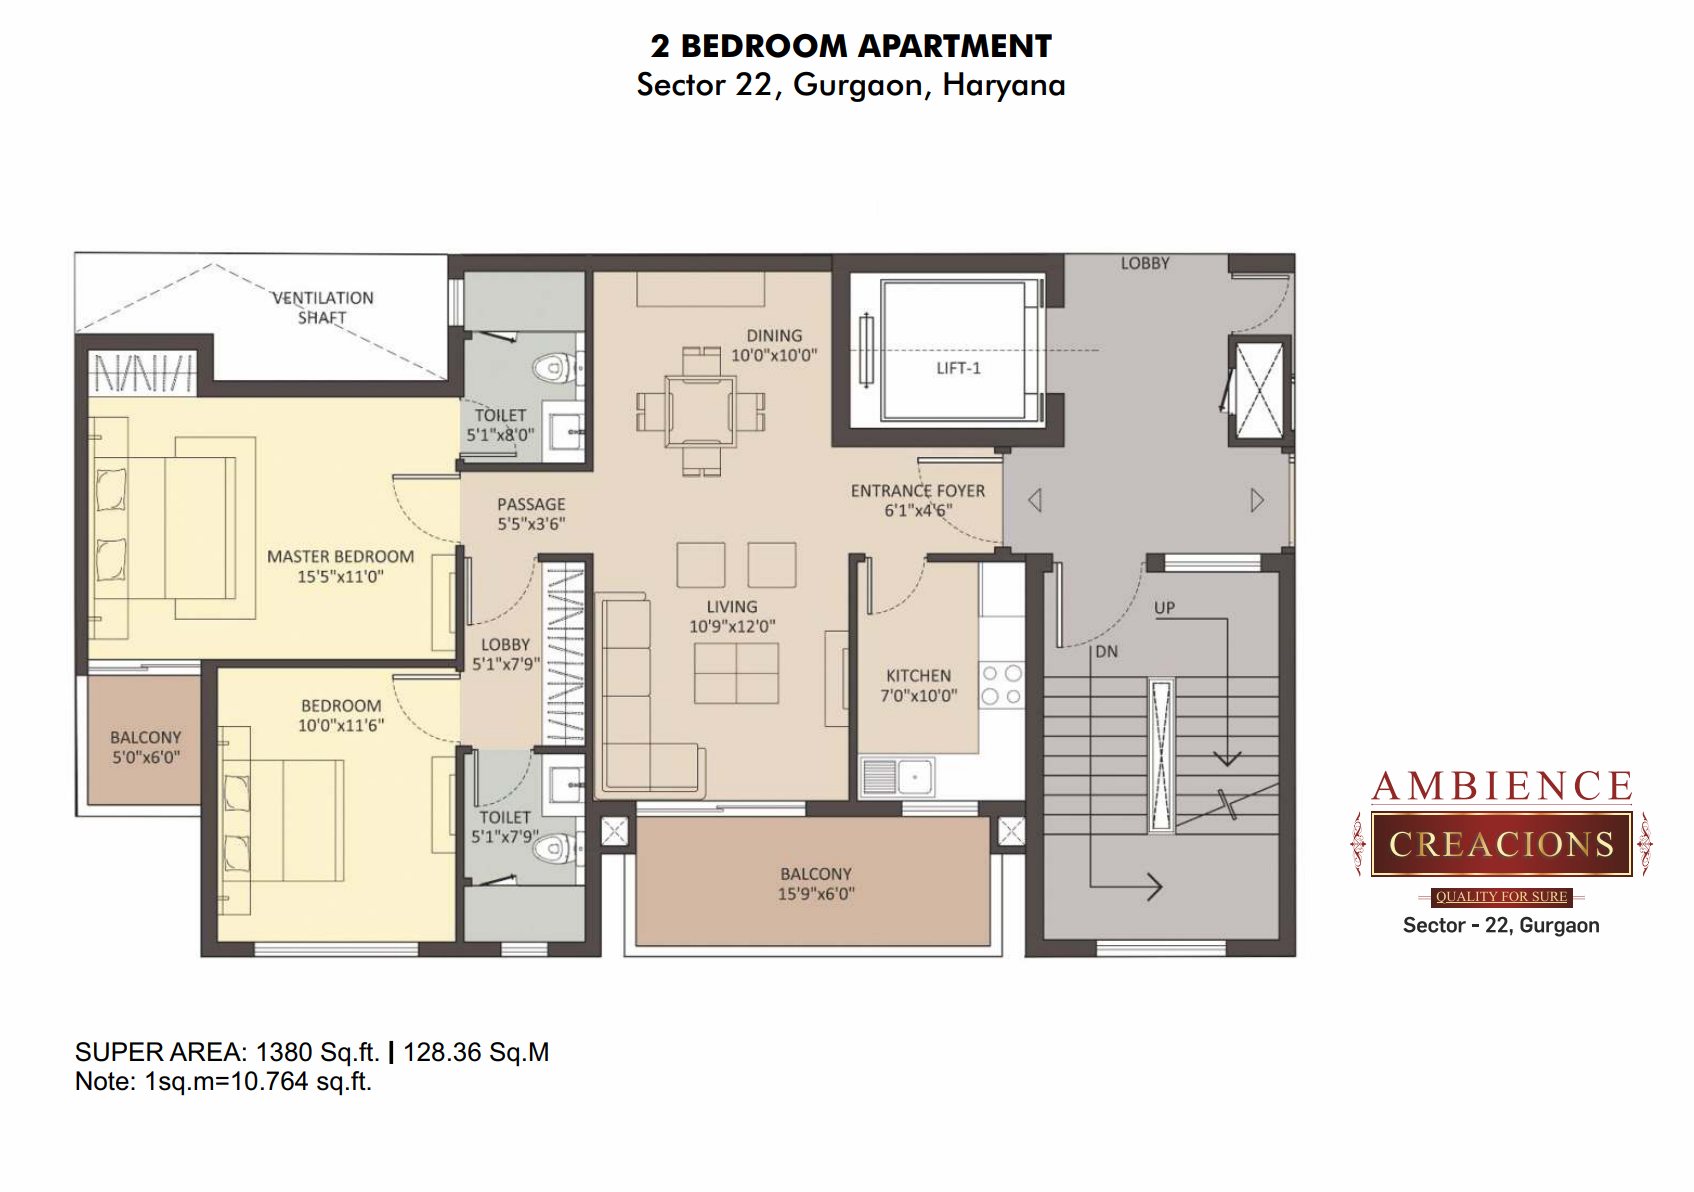 2 BEDROOM APARTMENT
Sector 22, Gurgaon, Haryana
LOBBY
VENTILATION
SHAFT
DINING
10'0"x10'0"
LIFT-1
TOILET
5'1"x8'0"
PASSAGE
5'5"x3'6"
ENTRANCE FOYER
6'1"x4'6"
MASTER BEDROOM
15'5"x11'0"
LIVING
10'9"x12'0"
UP
LOBBY
5'1"x7'9"
DN
KITCHEN
7'0"x10'0"
BEDROOM
10'0"x11'6"
BALCONY
5'0"x6'0"
TOILET
5'1"x7'9"
BALCONY
15'9"x6'0"
AMBIENCE
CREACIONS
QUALITY FOR SURE
Sector - 22, Gurgaon
SUPER AREA: 1380 Sq.ft. | 128.36 Sq.M
Note: 1sq.m=10.764 sq.ft.